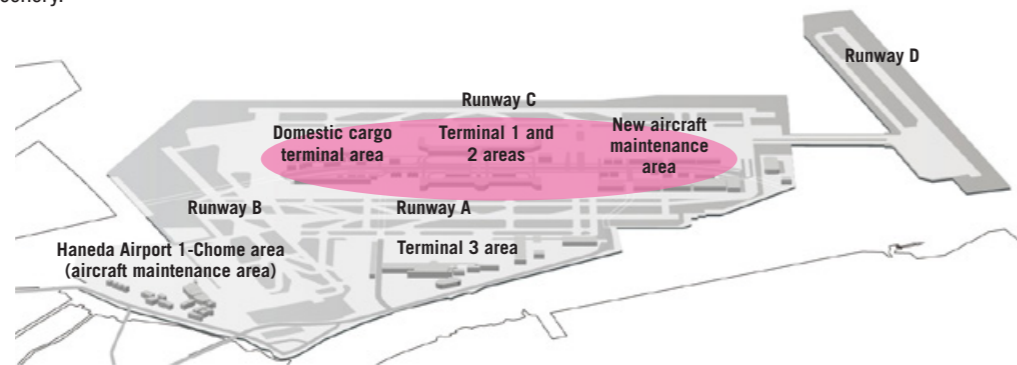 Runway D
Runway C
Domestic cargo
terminal area
Terminal 1 and
2 areas
New aircraft
maintenance
area
Runway B
Runway A
Haneda Airport 1-Chome area
(aircraft maintenance area)
Terminal 3 area